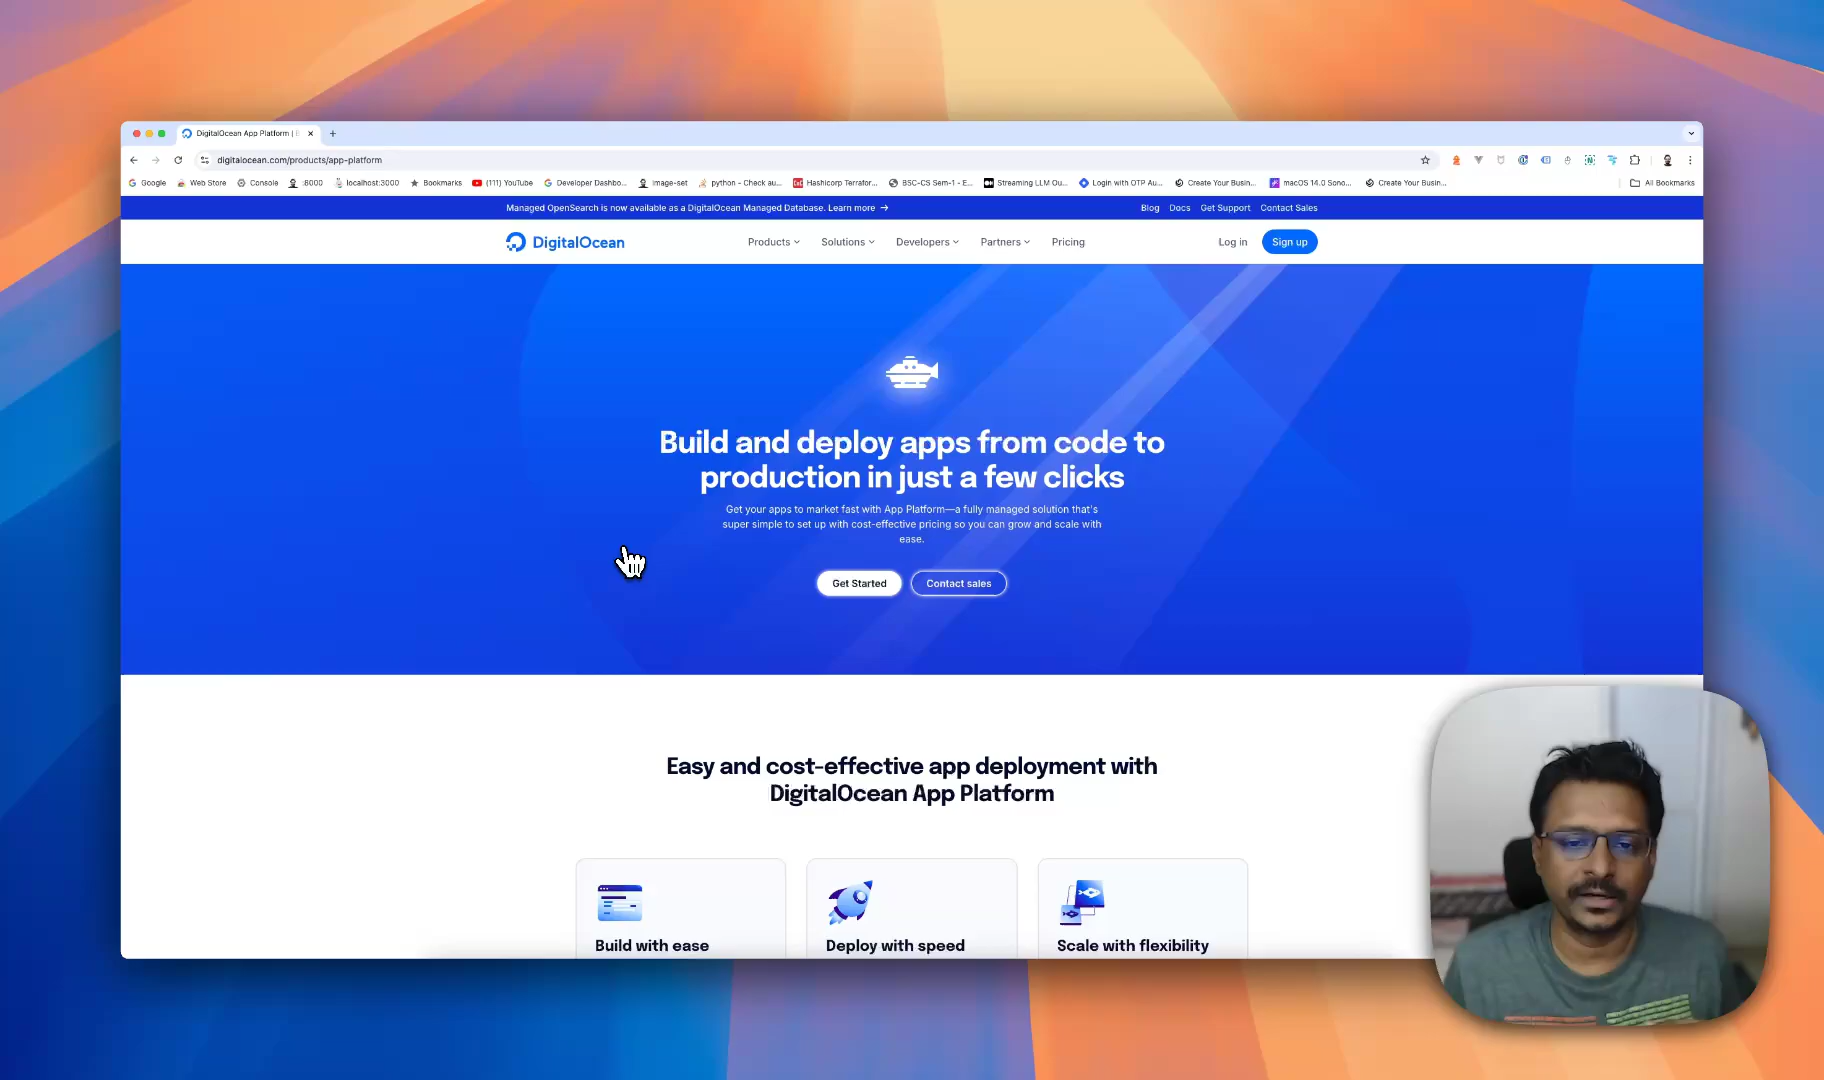 DigitalOcean App Platform | B
digitalocean.com/products/app-platform
Google Web Store Console :8000 localhost:3000 Bookmarks (111) YouTube Developer Dashbo... image-set python - Check au... Hashicorp Terrafor... BSC-CS Sem-1 - E... Streaming LLM Ou... Login with OTP Au... Create Your Busin... macOS 14.0 Sono... Create Your Busin... All Bookmarks
Managed OpenSearch is now available as a DigitalOcean Managed Database. Learn more → Blog Docs Get Support Contact Sales
DigitalOcean Products Solutions Developers Partners Pricing Log in Sign up
Build and deploy apps from code to
production in just a few clicks
Get your apps to market fast with App Platform—a fully managed solution that's
super simple to set up with cost-effective pricing so you can grow and scale with
ease.
Get Started Contact sales
Easy and cost-effective app deployment with
DigitalOcean App Platform
Build with ease Deploy with speed Scale with flexibility